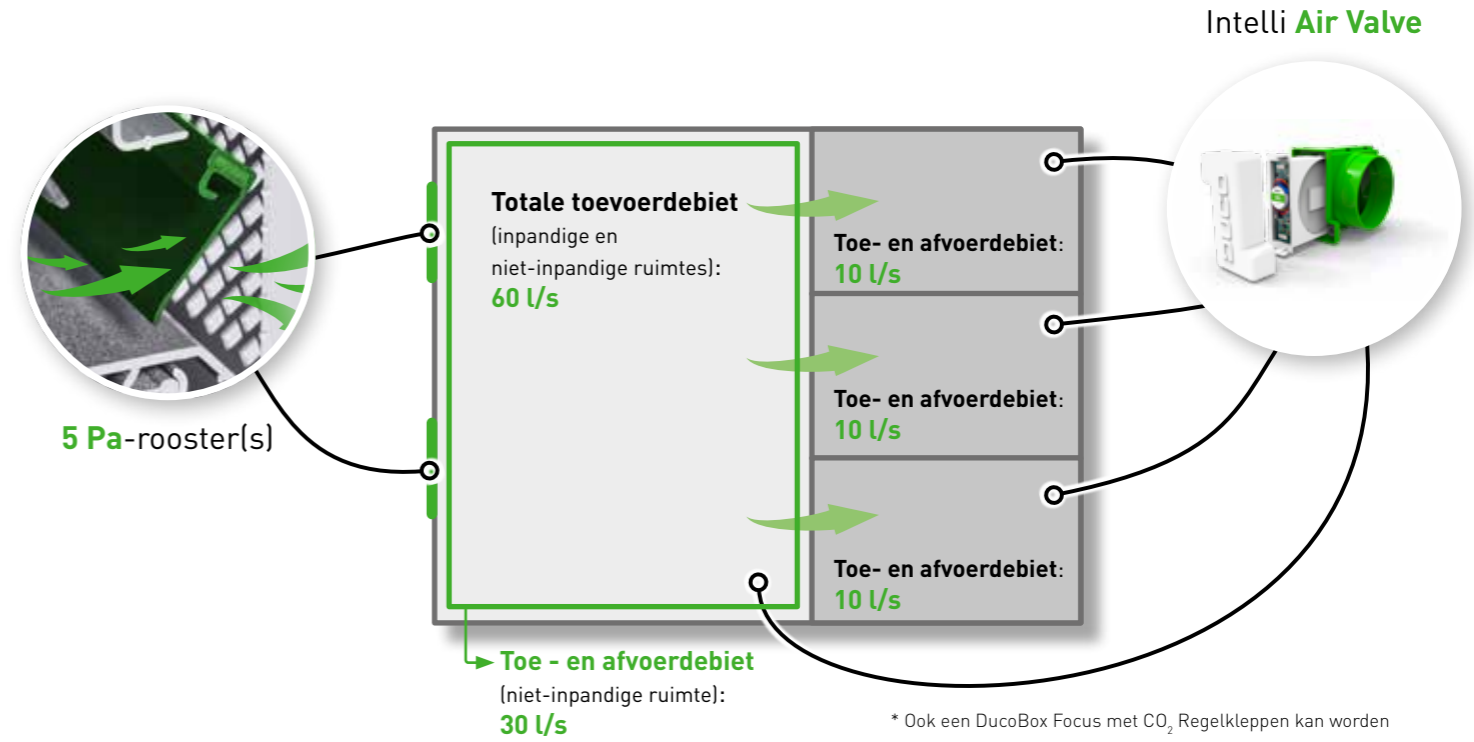 Intelli Air Valve
Totale toevoerdebiet
(inpandige en
niet-inpandige ruimtes):
60 l/s
Toe- en afvoerdebiet:
10 l/s
Toe- en afvoerdebiet:
10 l/s
5 Pa-rooster(s)
Toe- en afvoerdebiet:
10 l/s
Toe - en afvoerdebiet
(niet-inpandige ruimte):
30 l/s
* Ook een DucoBox Focus met CO₂ Regelkleppen kan worden